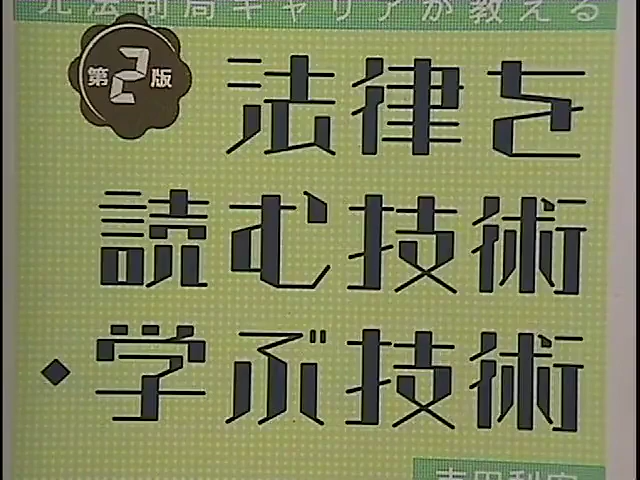 元法制局キャリアが教える
第2版
法律を
読む技術
・学ぶ技術